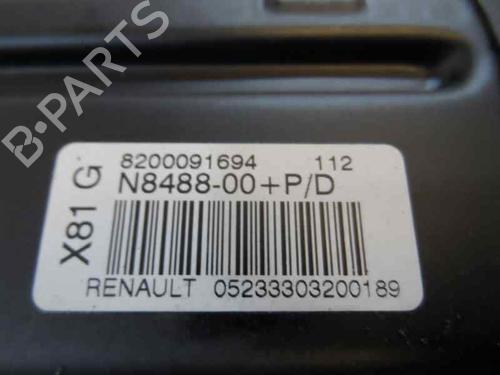 B-PARTS
X81 G
8200091694 112
N8488-00+P/D
RENAULT 05233303200189